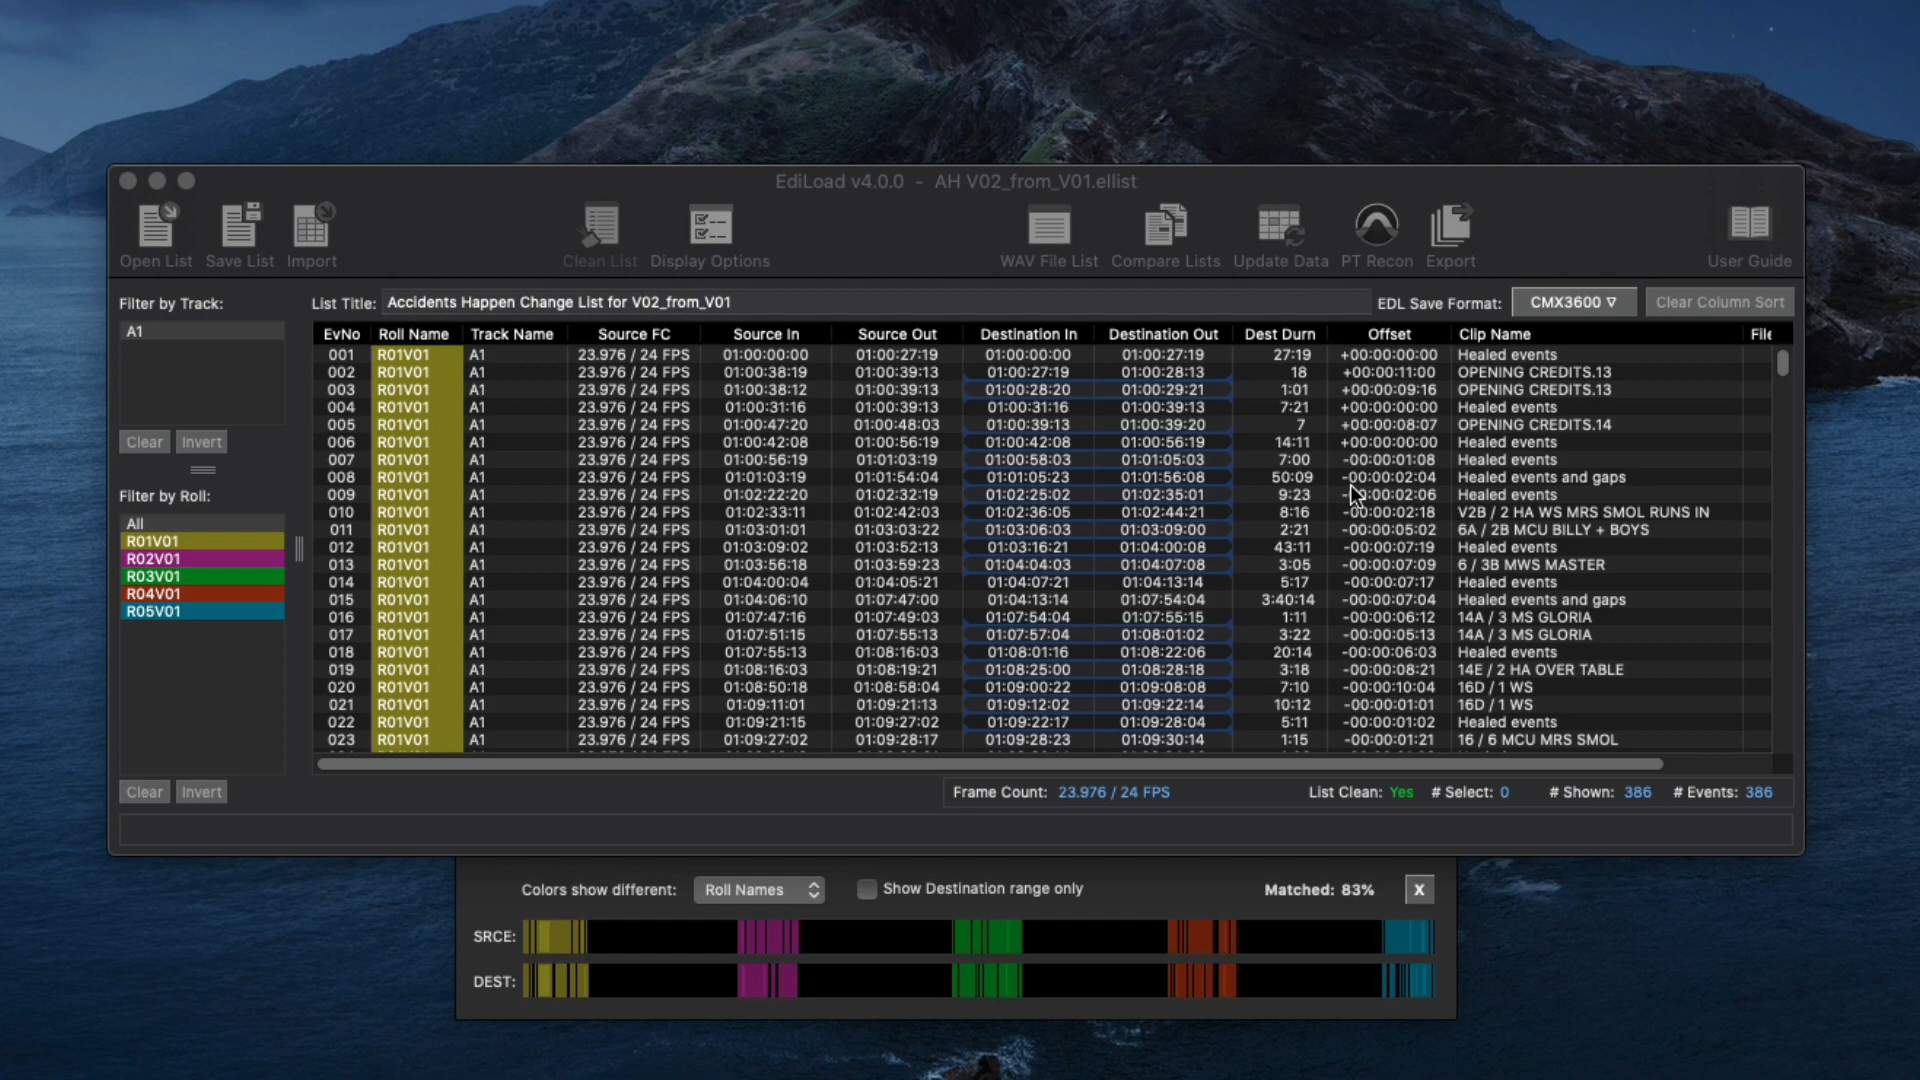 EdiLoad v4.0.0 - AH V02_from_V01.ellist
Open List Save List Import Clean List Display Options WAV File List Compare Lists Update Data PT Recon Export User Guide
Filter by Track: List Title: Accidents Happen Change List for V02_from_V01 EDL Save Format: CMX3600 ∇ Clear Column Sort
A1
Clear Invert
Filter by Roll:
All
R01V01
R02V01
R03V01
R04V01
R05V01
Clear Invert
EvNo Roll Name Track Name Source FC Source In Source Out Destination In Destination Out Dest Durn Offset Clip Name File
001 R01V01 A1 23.976 / 24 FPS 01:00:00:00 01:00:27:19 01:00:00:00 01:00:27:19 27:19 +00:00:00:00 Healed events
002 R01V01 A1 23.976 / 24 FPS 01:00:38:19 01:00:39:13 01:00:27:19 01:00:28:13 18 +00:00:11:00 OPENING CREDITS.13
003 R01V01 A1 23.976 / 24 FPS 01:00:38:12 01:00:39:13 01:00:28:20 01:00:29:21 1:01 +00:00:09:16 OPENING CREDITS.13
004 R01V01 A1 23.976 / 24 FPS 01:00:31:16 01:00:39:13 01:00:31:16 01:00:39:13 7:21 +00:00:00:00 Healed events
005 R01V01 A1 23.976 / 24 FPS 01:00:47:20 01:00:48:03 01:00:39:13 01:00:39:20 7 +00:00:08:07 OPENING CREDITS.14
006 R01V01 A1 23.976 / 24 FPS 01:00:42:08 01:00:56:19 01:00:42:08 01:00:56:19 14:11 +00:00:00:00 Healed events
007 R01V01 A1 23.976 / 24 FPS 01:00:56:19 01:01:03:19 01:00:58:03 01:01:05:03 7:00 -00:00:01:08 Healed events
008 R01V01 A1 23.976 / 24 FPS 01:01:03:19 01:01:54:04 01:01:05:23 01:01:56:08 50:09 -00:00:02:04 Healed events and gaps
009 R01V01 A1 23.976 / 24 FPS 01:02:22:20 01:02:32:19 01:02:25:02 01:02:35:01 9:23 -00:00:02:06 Healed events
010 R01V01 A1 23.976 / 24 FPS 01:02:33:11 01:02:42:03 01:02:36:05 01:02:44:21 8:16 -00:00:02:18 V2B / 2 HA WS MRS SMOL RUNS IN
011 R01V01 A1 23.976 / 24 FPS 01:03:01:01 01:03:03:22 01:03:06:03 01:03:09:00 2:21 -00:00:05:02 6A / 2B MCU BILLY + BOYS
012 R01V01 A1 23.976 / 24 FPS 01:03:09:02 01:03:52:13 01:03:16:21 01:04:00:08 43:11 -00:00:07:19 Healed events
013 R01V01 A1 23.976 / 24 FPS 01:03:56:18 01:03:59:23 01:04:04:03 01:04:07:08 3:05 -00:00:07:09 6 / 3B MWS MASTER
014 R01V01 A1 23.976 / 24 FPS 01:04:00:04 01:04:05:21 01:04:07:21 01:04:13:14 5:17 -00:00:07:17 Healed events
015 R01V01 A1 23.976 / 24 FPS 01:04:06:10 01:07:47:00 01:04:13:14 01:07:54:04 3:40:14 -00:00:07:04 Healed events and gaps
016 R01V01 A1 23.976 / 24 FPS 01:07:47:16 01:07:49:03 01:07:54:04 01:07:55:15 1:11 -00:00:06:12 14A / 3 MS GLORIA
017 R01V01 A1 23.976 / 24 FPS 01:07:51:15 01:07:55:13 01:07:57:04 01:08:01:02 3:22 -00:00:05:13 14A / 3 MS GLORIA
018 R01V01 A1 23.976 / 24 FPS 01:07:55:13 01:08:16:03 01:08:01:16 01:08:22:06 20:14 -00:00:06:03 Healed events
019 R01V01 A1 23.976 / 24 FPS 01:08:16:03 01:08:19:21 01:08:25:00 01:08:28:18 3:18 -00:00:08:21 14E / 2 HA OVER TABLE
020 R01V01 A1 23.976 / 24 FPS 01:08:50:18 01:08:58:04 01:09:00:22 01:09:08:08 7:10 -00:00:10:04 16D / 1 WS
021 R01V01 A1 23.976 / 24 FPS 01:09:11:01 01:09:21:13 01:09:12:02 01:09:22:14 10:12 -00:00:01:01 16D / 1 WS
022 R01V01 A1 23.976 / 24 FPS 01:09:21:15 01:09:27:02 01:09:22:17 01:09:28:04 5:11 -00:00:01:02 Healed events
023 R01V01 A1 23.976 / 24 FPS 01:09:27:02 01:09:28:17 01:09:28:23 01:09:30:14 1:15 -00:00:01:21 16 / 6 MCU MRS SMOL
Frame Count: 23.976 / 24 FPS List Clean: Yes # Select: 0 # Shown: 386 # Events: 386
Colors show different: Roll Names Show Destination range only Matched: 83% X
SRCE:
DEST: